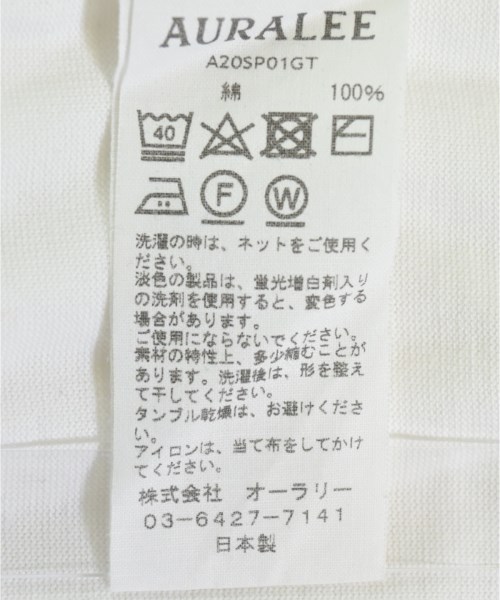 AURALEE
A20SP01GT
綿 100%
40
F W
洗濯の時は、ネットをご使用く
ださい。
淡色の製品は、蛍光増白剤入り
の洗剤を使用すると、変色する
場合があります。
ご使用にならないでください。
素材の特性上、多少縮むことが
あります。洗濯後は、形を整え
て干してください。
タンブル乾燥は、お避けくださ
い。
アイロンは、当て布をしてかけ
てください。
株式会社 オーラリー
03-6427-7141
日本製